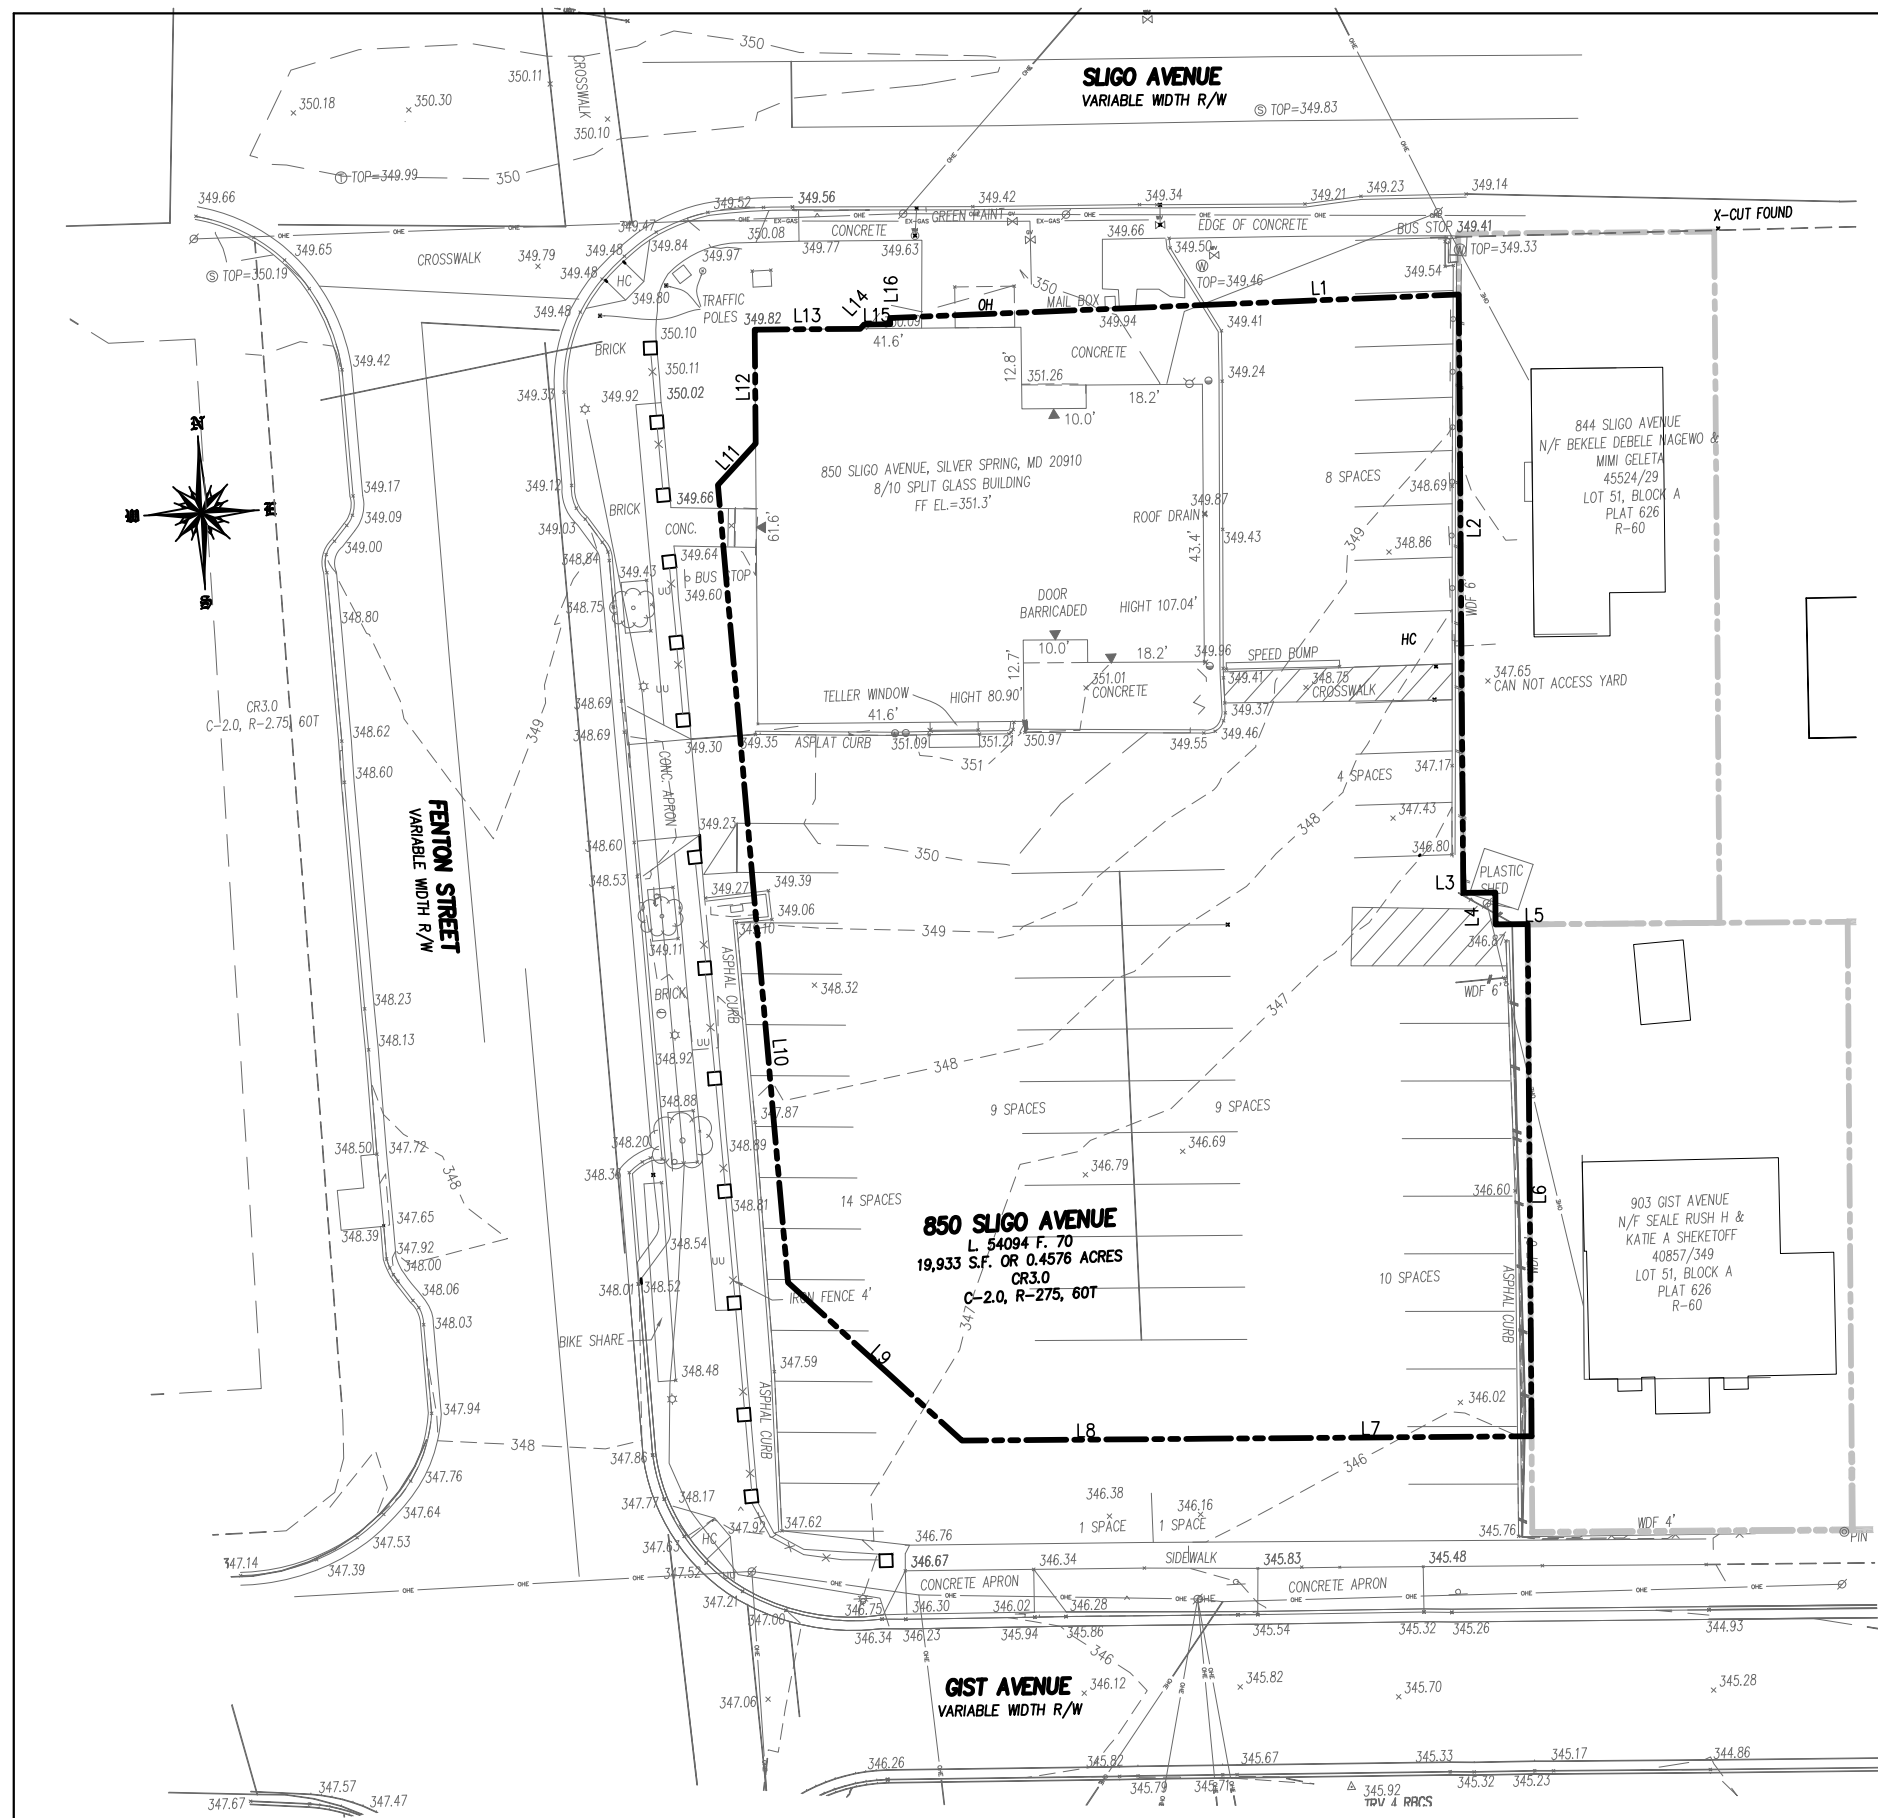 SLIGO AVENUE
VARIABLE WIDTH R/W
350
350.11
CROSSWALK
350.18
350.30
350.10
TOP=349.83
TOP=349.99
350
349.66
349.52
349.56
349.42
349.34
349.21
349.23
349.14
X-CUT FOUND
349.47
EX-GAS
350.08
CONCRETE
GREEN PAINT
EX-GAS
349.66
EDGE OF CONCRETE
BUS STOP
349.41
349.65
CROSSWALK
349.79
349.48
349.84
349.97
349.77
349.63
349.50
TOP=349.33
TOP=350.19
349.48
HC
349.80
TRAFFIC
POLES
349.54
TOP=349.46
350
MAIL BOX
L1
OH
L16
L14
L15
L13
349.82
349.48
350.09
349.94
349.41
41.6'
350.10
BRICK
350.11
CONCRETE
12.8'
351.26
349.42
349.33
349.92
350.02
L12
349.24
18.2'
10.0'
844 SLIGO AVENUE
N/F BEKELE DEBELE NAGEWO &
MIMI GELETA
45524/29
LOT 51, BLOCK A
PLAT 626
R-60
L11
850 SLIGO AVENUE, SILVER SPRING, MD 20910
8/10 SPLIT GLASS BUILDING
FF EL.=351.3'
8 SPACES
348.69
349.17
349.12
349.66
349.87
ROOF DRAIN
349.09
BRICK
CONC.
61.6'
349.03
349.43
43.4'
349
L2
349.00
348.84
349.64
348.86
349.43
BUS STOP
UU
349.60
DOOR
BARRICADED
HIGHT 107.04'
WDF 6'
348.80
348.75
10.0'
18.2'
349.96
SPEED BUMP
HC
12.7'
349.41
348.75
CROSSWALK
347.65
CAN NOT ACCESS YARD
UU
TELLER WINDOW
HIGHT 80.90'
351.01
CONCRETE
CR3.0
C-2.0, R-2.75, 60T
348.69
41.6'
349.37
349
348.62
348.69
349.30
349.35
ASPLAT CURB
351.09
351.21
350.97
349.55
349.46
351
348.60
CONC. APRON
347.17
4 SPACES
347.43
348
FENTON STREET
VARIABLE WIDTH R/W
349.23
348.60
350
346.80
PLASTIC
SHED
348.53
349.27
349.39
L3
349.06
L4
L5
349.10
349
349.11
346.87
ASPHAL CURB
BRICK
348.32
WDF 6'
348.23
347
348.13
UU
L10
348.92
348
348.88
347.87
9 SPACES
9 SPACES
348.50
347.72
348.20
348.89
346.69
348.36
346.79
348
L6
346.60
348.81
14 SPACES
903 GIST AVENUE
N/F SEALE RUSH H &
KATIE A SHEKETOFF
40857/349
LOT 51, BLOCK A
PLAT 626
R-60
850 SLIGO AVENUE
L. 54094 F. 70
19,933 S.F. OR 0.4576 ACRES
CR3.0
C-2.0, R-275, 60T
347.65
348.39
347.92
348.54
UU
348.00
348.01
348.52
10 SPACES
348.06
IRON FENCE 4'
347
348.03
BIKE SHARE
ASPHAL CURB
L9
348.48
347.59
ASPHAL CURB
346.02
347.94
L8
L7
348
347.86
346
347.76
347.77
348.17
346.38
346.16
347.64
347.92
347.62
1 SPACE
1 SPACE
WDF 4'
347.53
347.63
HC
346.76
345.76
PIN
347.14
347.39
347.52
UU
346.67
346.34
SIDEWALK
345.83
345.48
CONCRETE APRON
CONCRETE APRON
347.21
347.00
346.75
346.30
346.02
346.28
OHE
346.34
346.23
345.94
345.86
345.54
345.32
345.26
344.93
346
GIST AVENUE
VARIABLE WIDTH R/W
347.06
346.12
345.82
345.70
345.28
346.26
345.82
345.67
345.33
345.17
344.86
347.57
347.67
347.47
345.79
345.71
345.92
345.32
345.23
TRV 4 RBCS